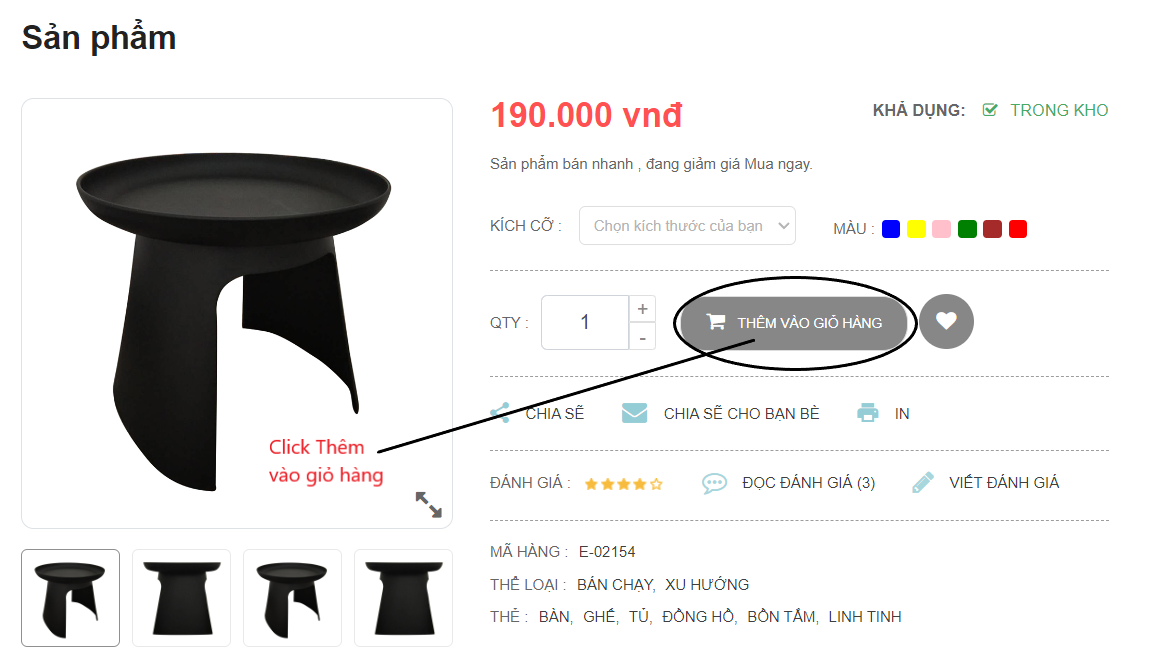 Sản phẩm
190.000 vnđ
KHẢ DỤNG: TRONG KHO
Sản phẩm bán nhanh , đang giảm giá Mua ngay.
KÍCH CỠ : Chọn kích thước của bạn MÀU :
QTY : 1 + - THÊM VÀO GIỎ HÀNG
CHIA SẼ CHIA SẼ CHO BẠN BÈ IN
Click Thêm
vào giỏ hàng
ĐÁNH GIÁ : ĐỌC ĐÁNH GIÁ (3) VIẾT ĐÁNH GIÁ
MÃ HÀNG : E-02154
THỂ LOẠI : BÁN CHẠY, XU HƯỚNG
THẺ : BÀN, GHẾ, TỦ, ĐỒNG HỒ, BỒN TẮM, LINH TINH